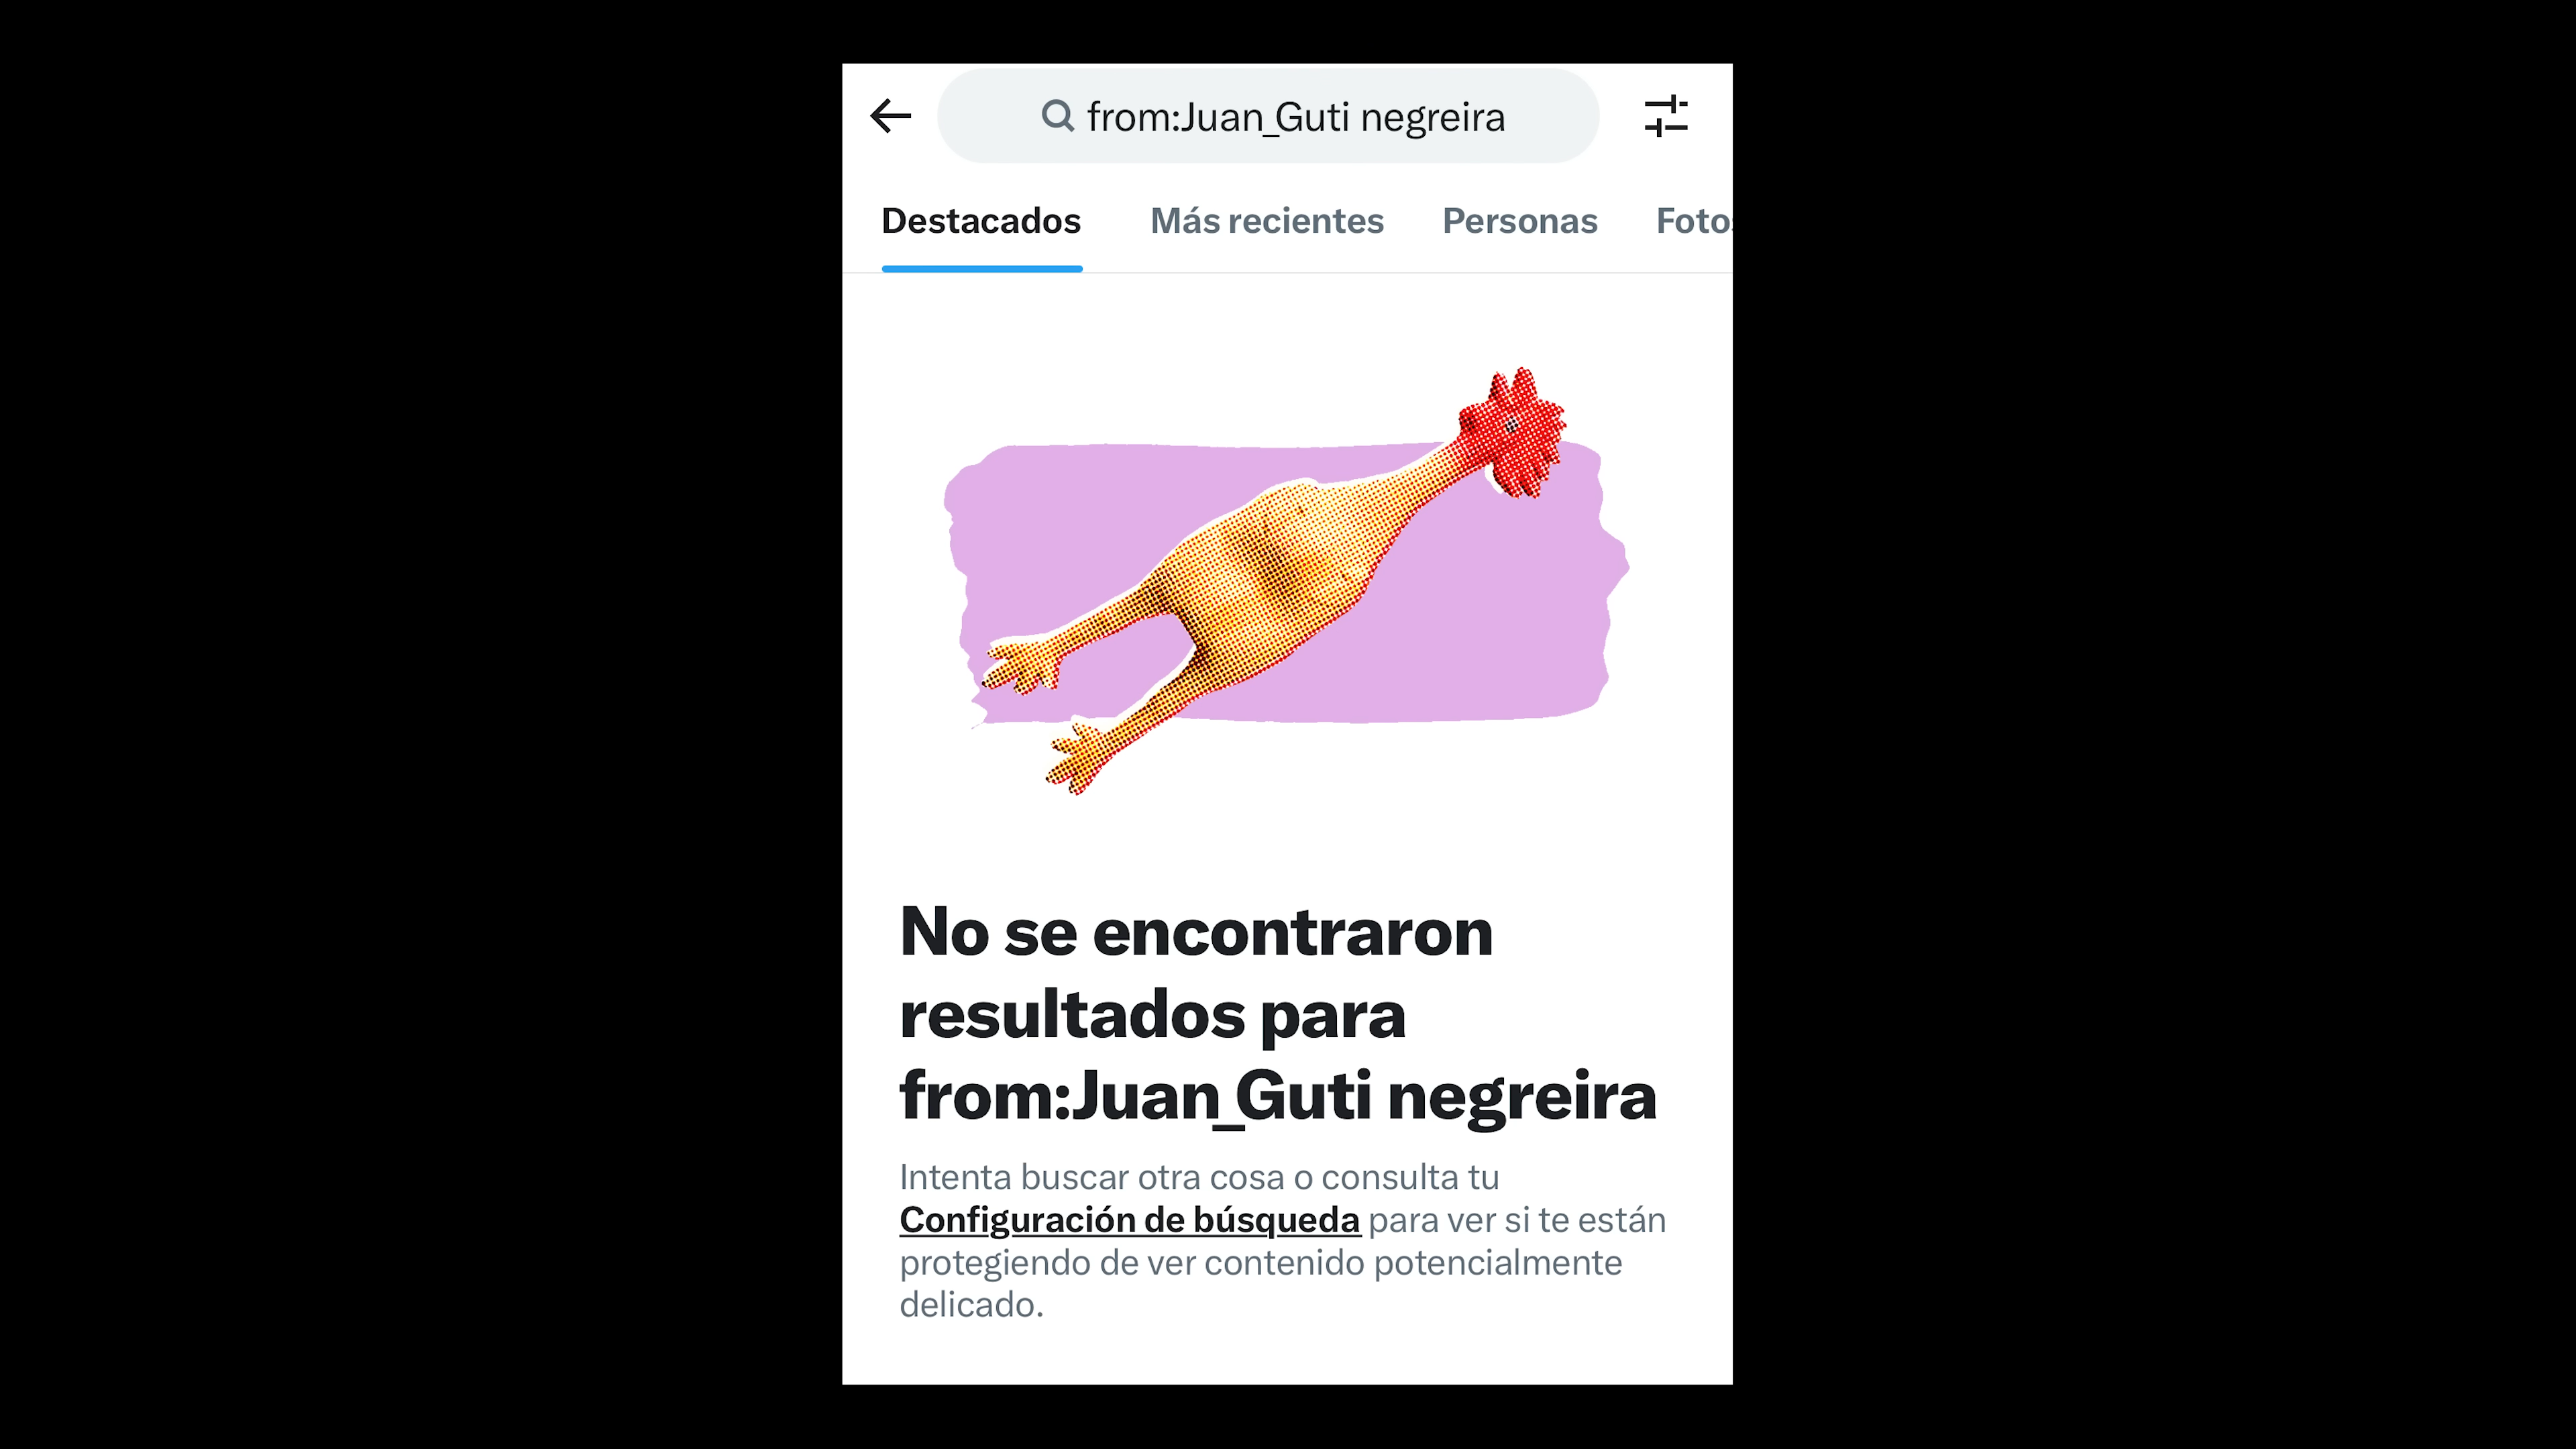 from:Juan_Guti negreira
Destacados Más recientes Personas Fotos
No se encontraron
resultados para
from:Juan_Guti negreira
Intenta buscar otra cosa o consulta tu
Configuración de búsqueda para ver si te están
protegiendo de ver contenido potencialmente
delicado.